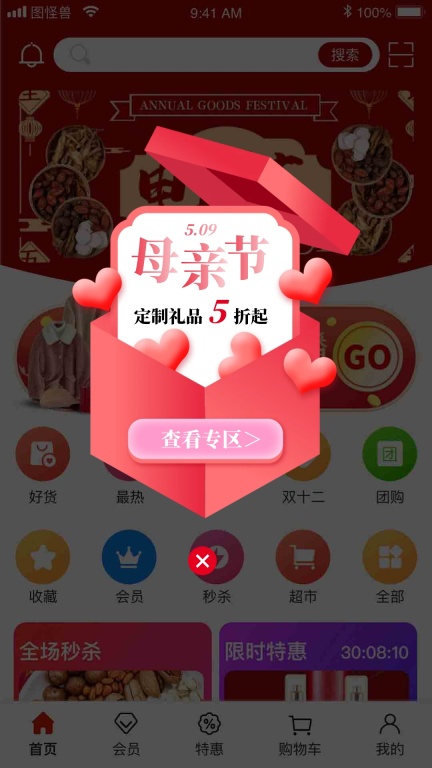 图怪兽
9:41 AM
100%
搜索
ANNUAL GOODS FESTIVAL
5.09
母亲节
定制礼品 5 折起
GO
查看专区＞
好货
最热
双十二
团购
收藏
会员
秒杀
超市
全部
全场秒杀
限时特惠
30:08:10
首页
会员
特惠
购物车
我的